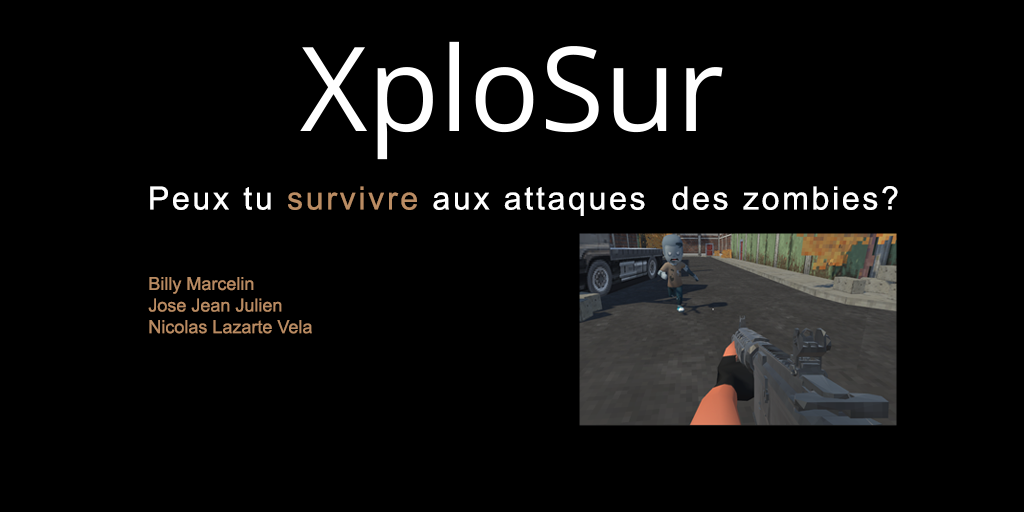 XploSur
Peux tu survivre aux attaques  des zombies?
Billy Marcelin
Jose Jean Julien
Nicolas Lazarte Vela